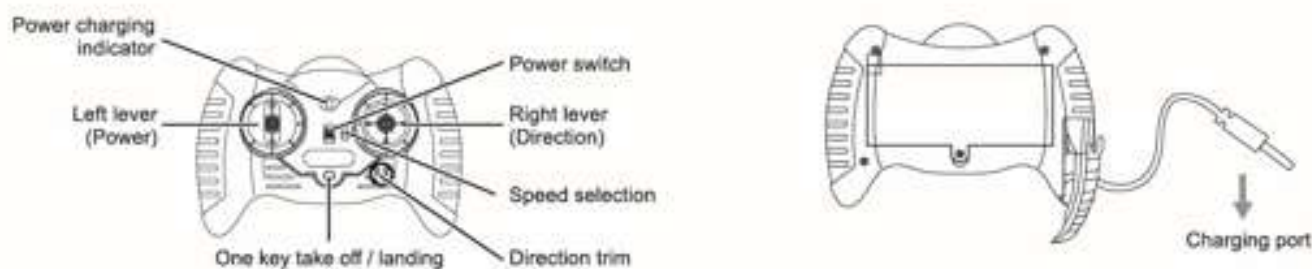 Power charging
indicator
Power switch
Left lever
(Power)
Right lever
(Direction)
Speed selection
One key take off / landing
Direction trim
Charging port